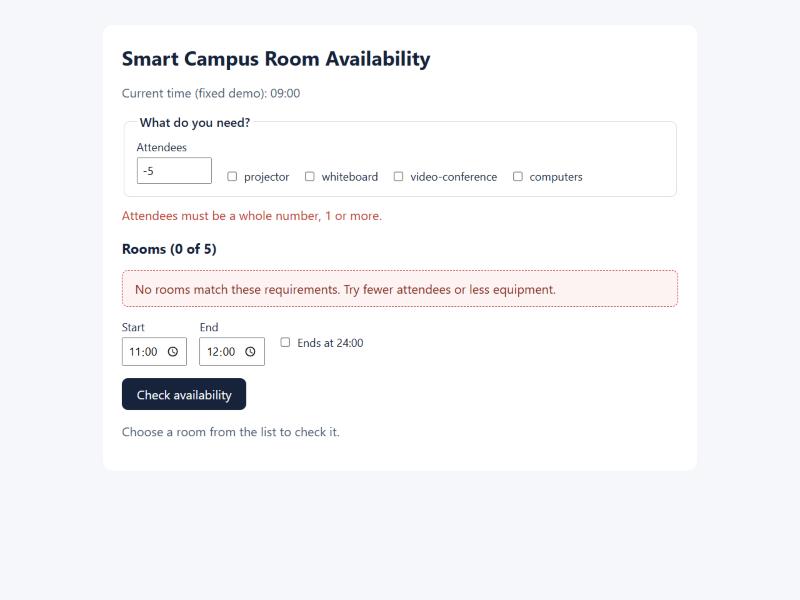 Smart Campus Room Availability
Current time (fixed demo): 09:00
What do you need?
Attendees
-5
projector
whiteboard
video-conference
computers
Attendees must be a whole number, 1 or more.
Rooms (0 of 5)
No rooms match these requirements. Try fewer attendees or less equipment.
Start
End
11:00
12:00
Ends at 24:00
Check availability
Choose a room from the list to check it.